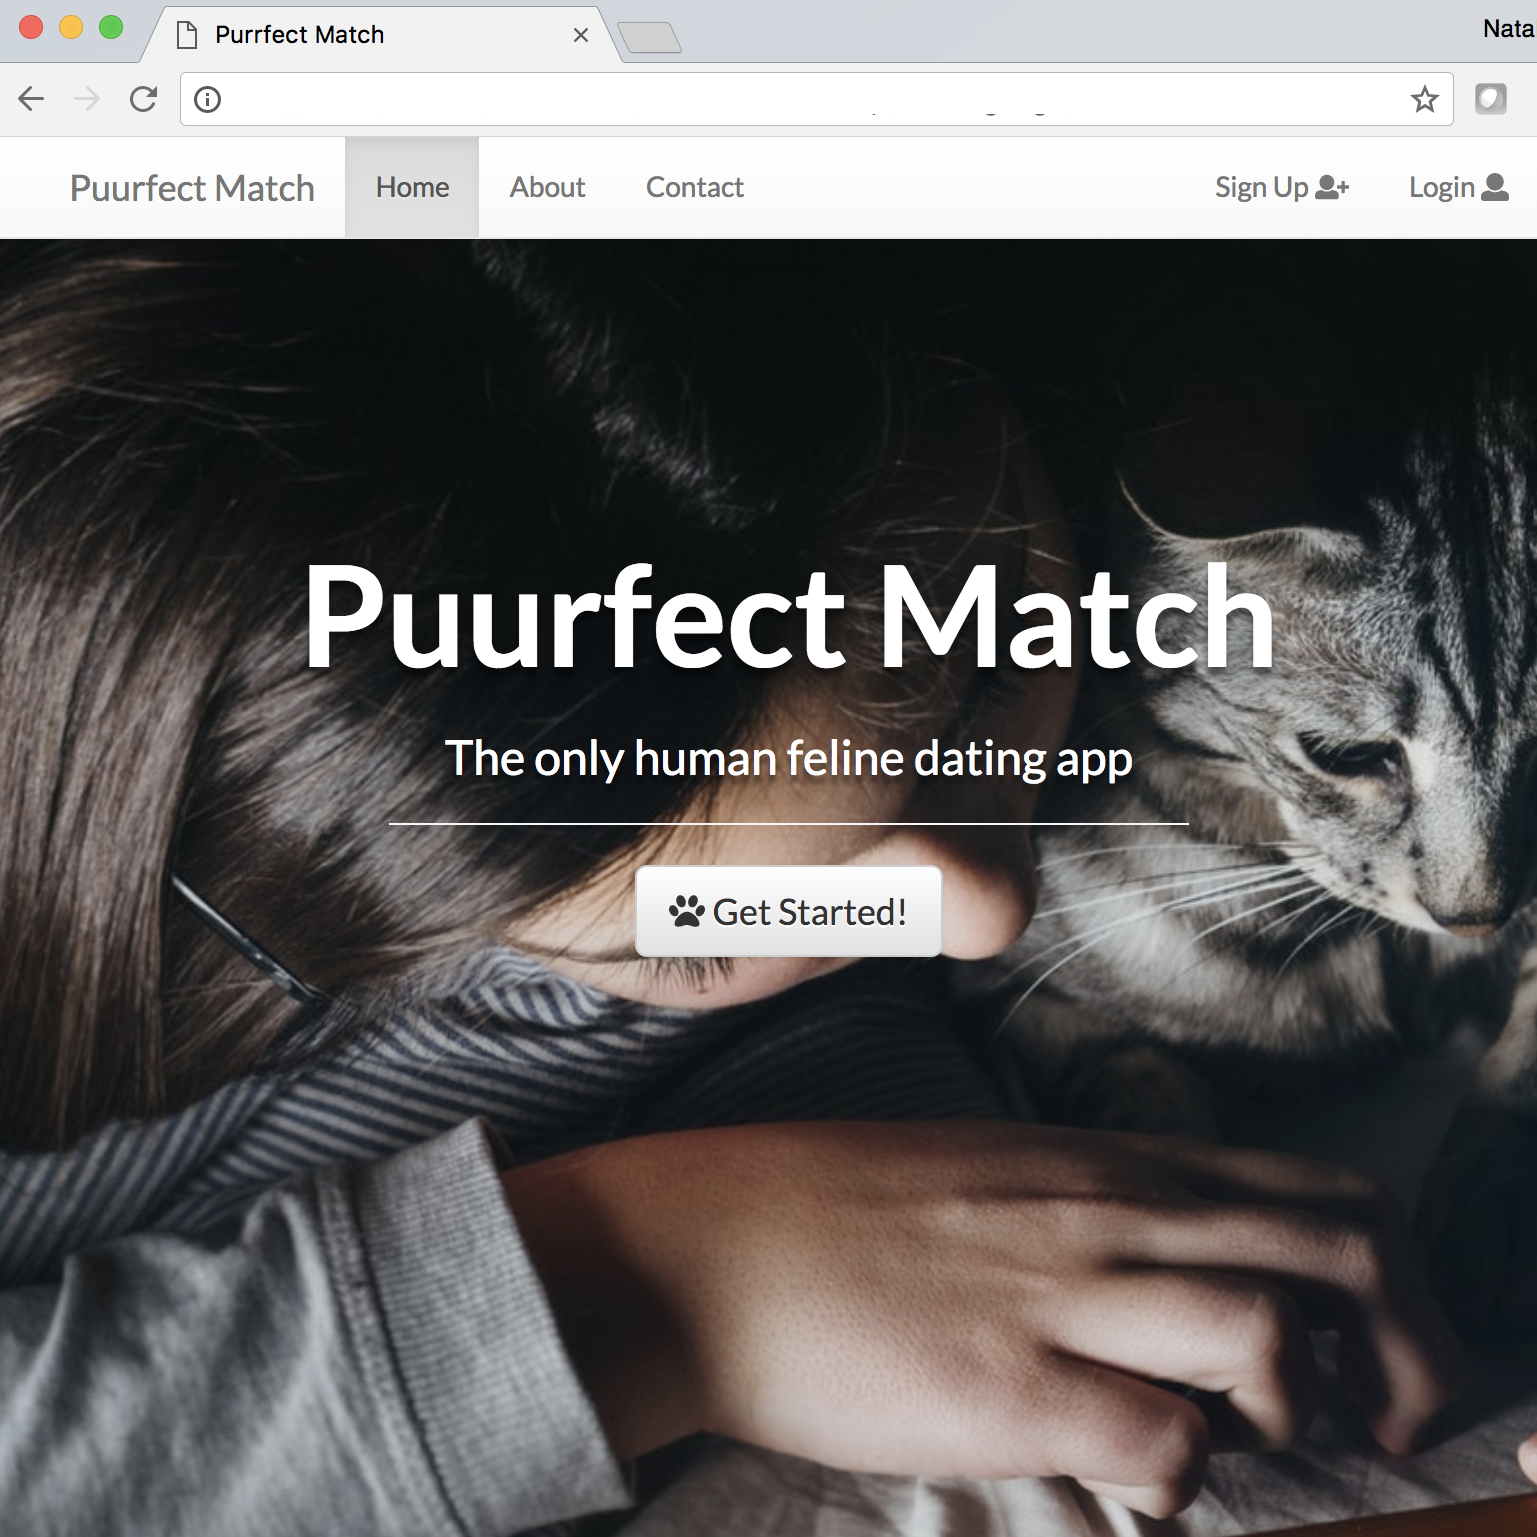 Purrfect Match
Nata
Puurfect Match Home About Contact Sign Up Login
Puurfect Match
The only human feline dating app
Get Started!